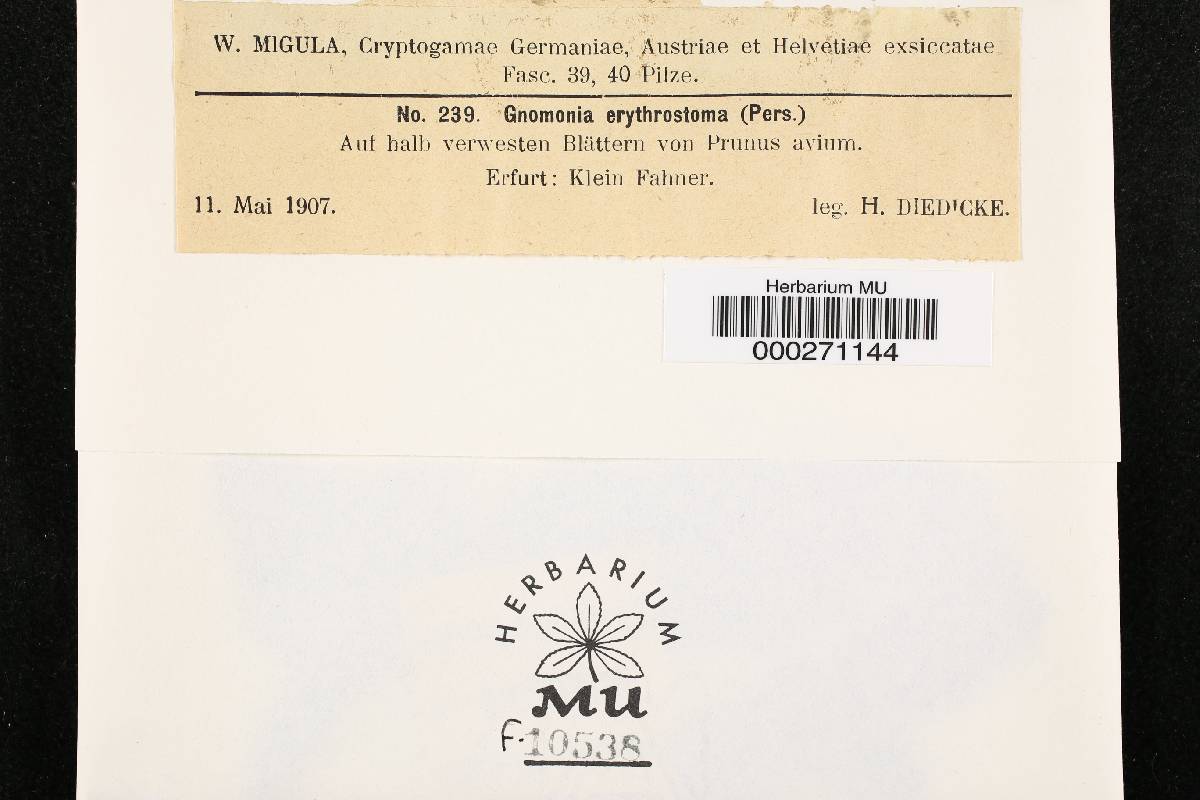 W. MIGULA, Cryptogamae Germaniae, Austriae et Helvetiae exsiccatae
Fasc. 39, 40 Pilze.
No. 239. Gnomonia erythrostoma (Pers.)
Auf halb verwesten Blättern von Prunus avium.
Erfurt: Klein Fahner.
11. Mai 1907. leg. H. DIEDICKE.
Herbarium MU
000271144
HERBARIUM
MU
F-10538